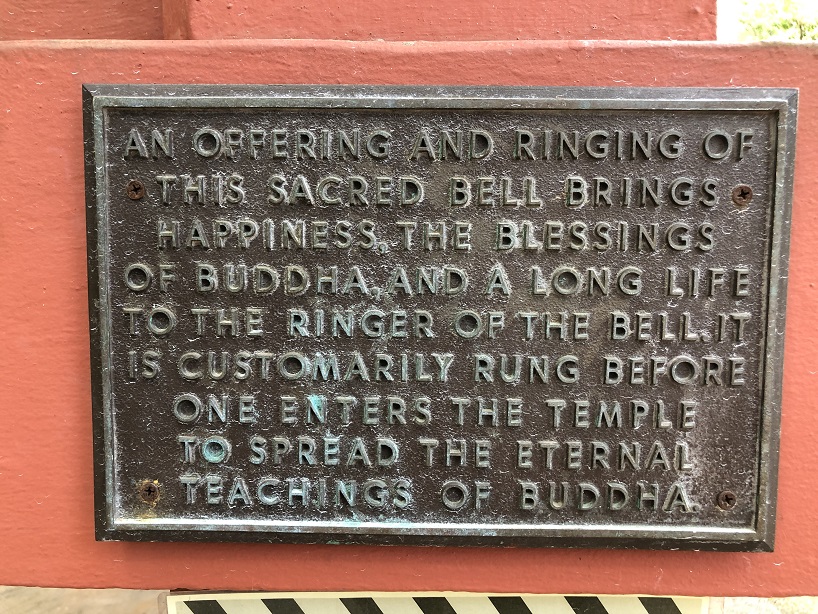 AN OFFERING AND RINGING OF
THIS SACRED BELL BRINGS
HAPPINESS, THE BLESSINGS
OF BUDDHA, AND A LONG LIFE
TO THE RINGER OF THE BELL. IT
IS CUSTOMARILY RUNG BEFORE
ONE ENTERS THE TEMPLE
TO SPREAD THE ETERNAL
TEACHINGS OF BUDDHA.